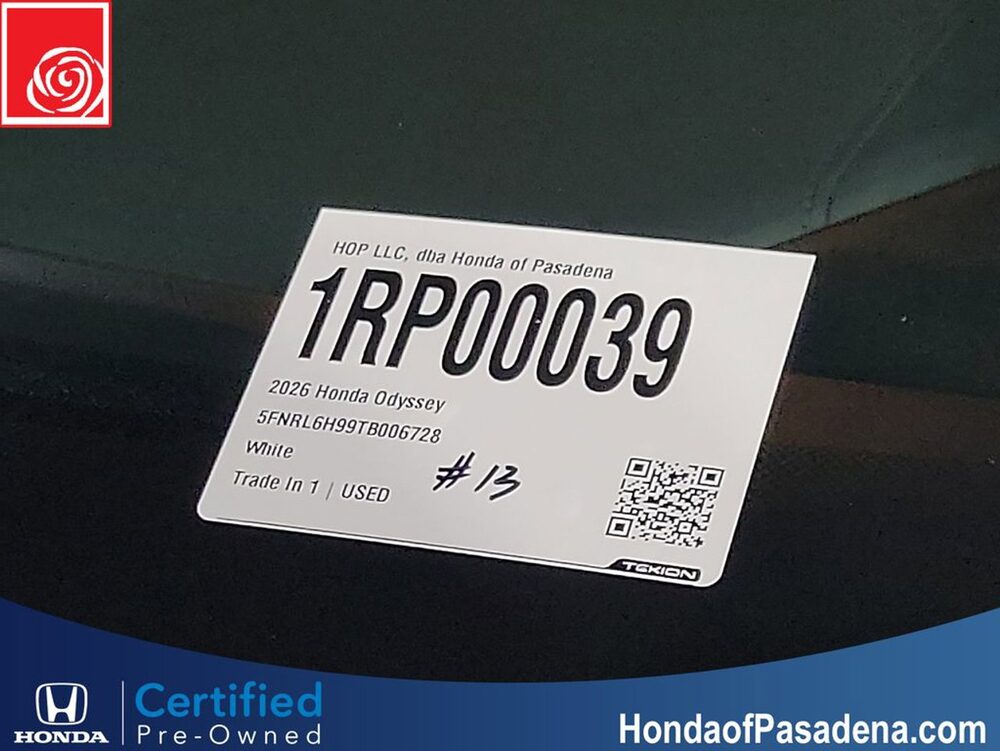 HOP LLC, dba Honda of Pasadena
1RP00039
2026 Honda Odyssey
5FNRL6H99TB006728
White
Trade In 1 | USED
#13
TEKION
HONDA
Certified
Pre-Owned
HondaofPasadena.com